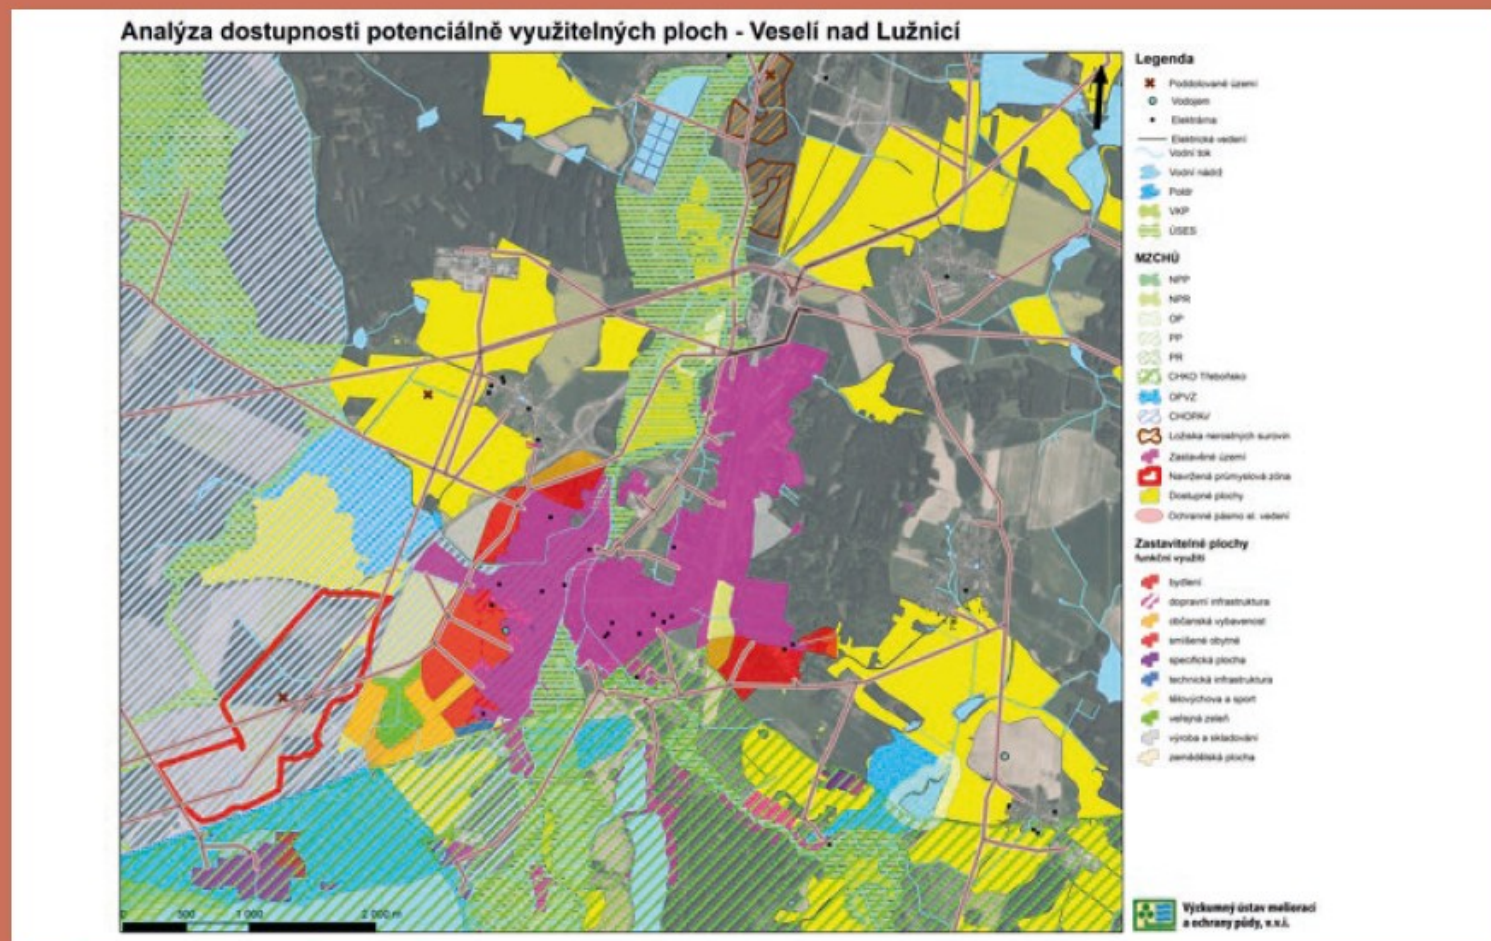 Analýza dostupnosti potenciálně využitelných ploch - Veselí nad Lužnicí
Legenda
Poddolované území
Vodojem
Elektrárna
Elektrické vedení
Vodní tok
Vodní nádrž
Poldr
VKP
ÚSES
MZCHÚ
NPP
NPR
OP
PP
PR
CHKO Třeboňsko
OPVZ
CHOPAV
Ložiska nerostných surovin
Zastavěné území
Navržená průmyslová zóna
Dostupné plochy
Ochranné pásmo el. vedení
Zastavitelné plochy
funkční využití
bydlení
dopravní infrastruktura
občanská vybavenost
smíšené obytné
specifická plocha
technická infrastruktura
tělovýchova a sport
veřejná zeleň
výroba a skladování
zemědělská plocha
0 500 1 000 2 000 m
Výzkumný ústav meliorací
a ochrany půdy, v.v.i.